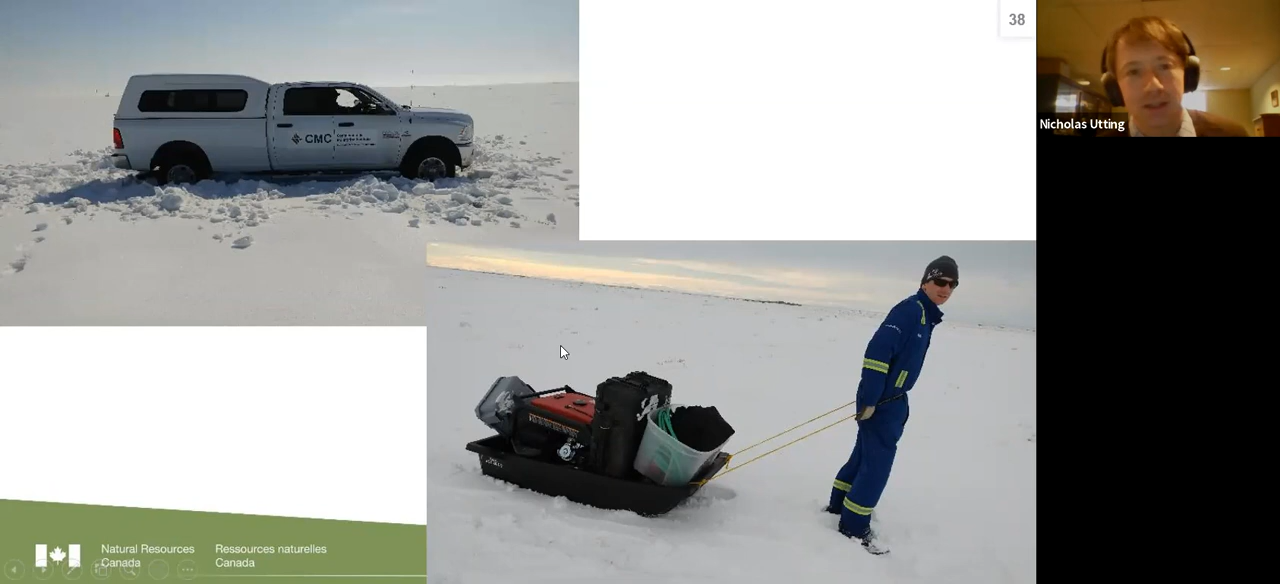 38
Nicholas Utting
CMC
Natural Resources
Canada
Ressources naturelles
Canada